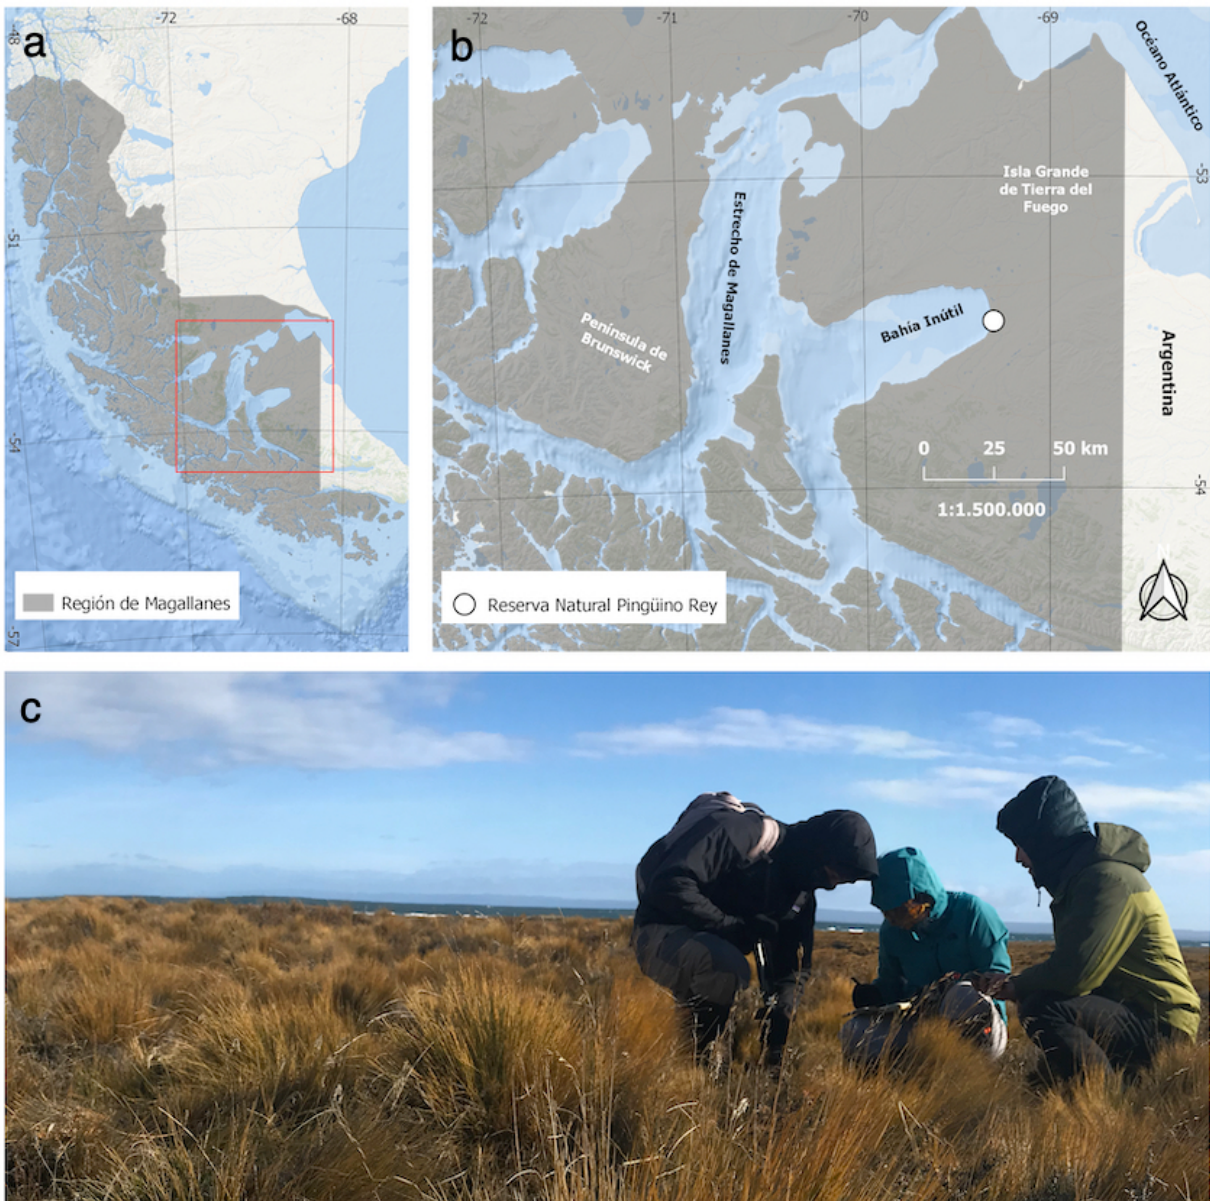 a
-72
-68
-48
-51
-54
-57
Región de Magallanes
b
-72
-71
-70
-69
Océano Atlántico
-53
Isla Grande
de Tierra del
Fuego
Estrecho de Magallanes
Península de
Brunswick
Bahía Inútil
Argentina
0 25 50 km
1:1.500.000
-54
N
Reserva Natural Pingüino Rey
c